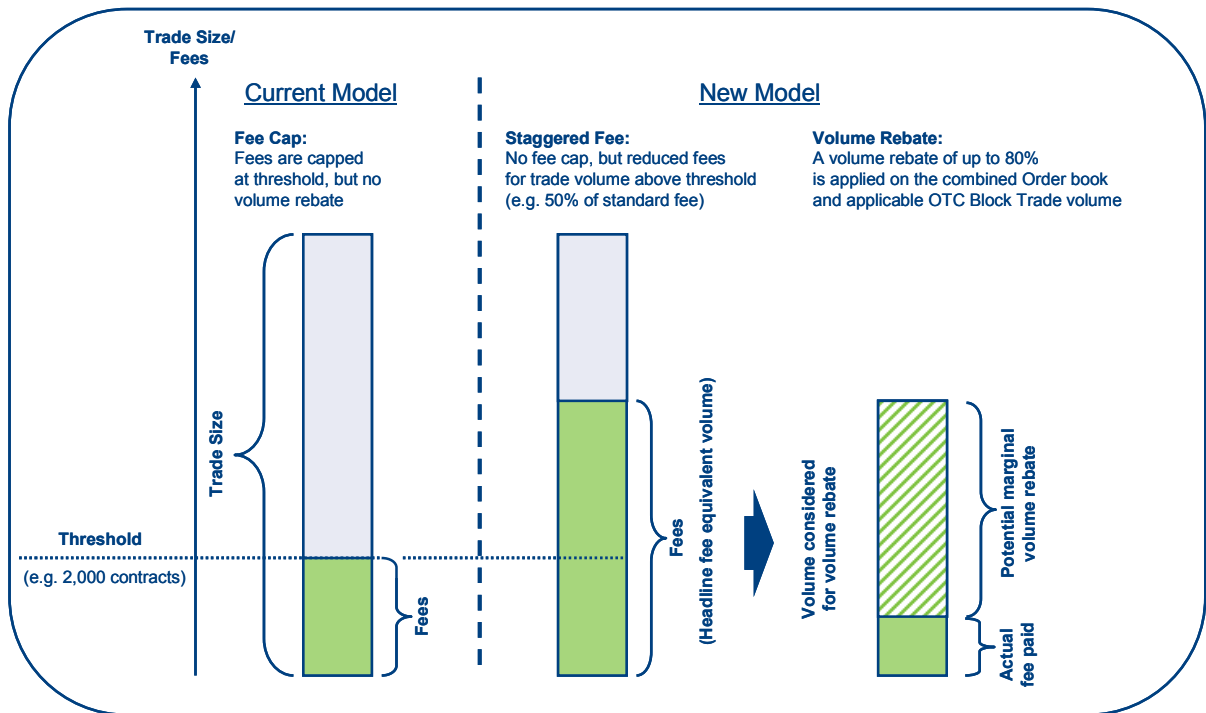 Trade Size/
Fees
Current Model
New Model
Fee Cap:
Fees are capped
at threshold, but no
volume rebate
Staggered Fee:
No fee cap, but reduced fees
for trade volume above threshold
(e.g. 50% of standard fee)
Volume Rebate:
A volume rebate of up to 80%
is applied on the combined Order book
and applicable OTC Block Trade volume
Trade Size
Threshold
(e.g. 2,000 contracts)
Fees
Fees
(Headline fee equivalent volume)
Volume considered
for volume rebate
Potential marginal
volume rebate
Actual
fee paid